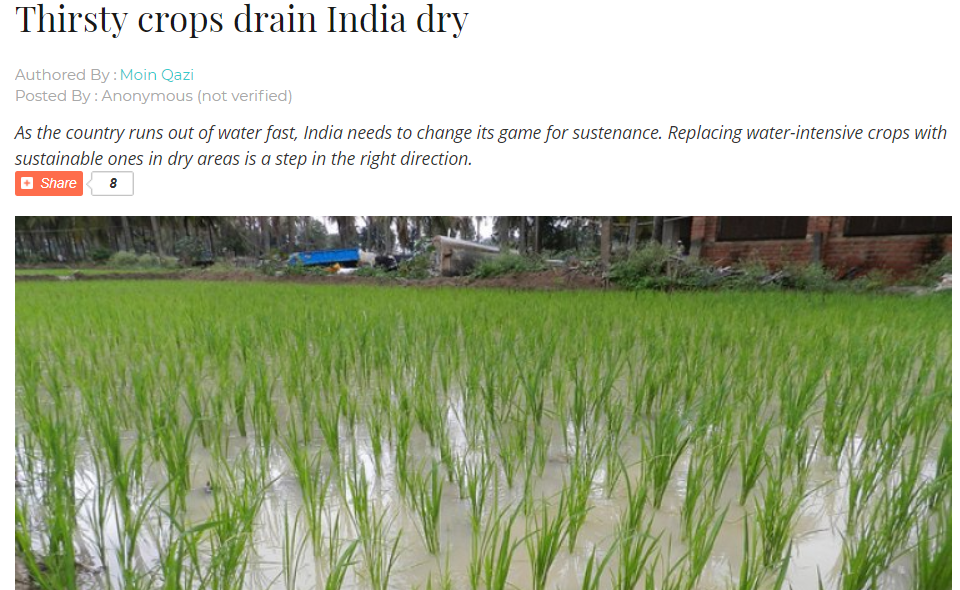 Thirsty crops drain India dry
Authored By : Moin Qazi
Posted By : Anonymous (not verified)
As the country runs out of water fast, India needs to change its game for sustenance. Replacing water-intensive crops with
sustainable ones in dry areas is a step in the right direction.
Share 8